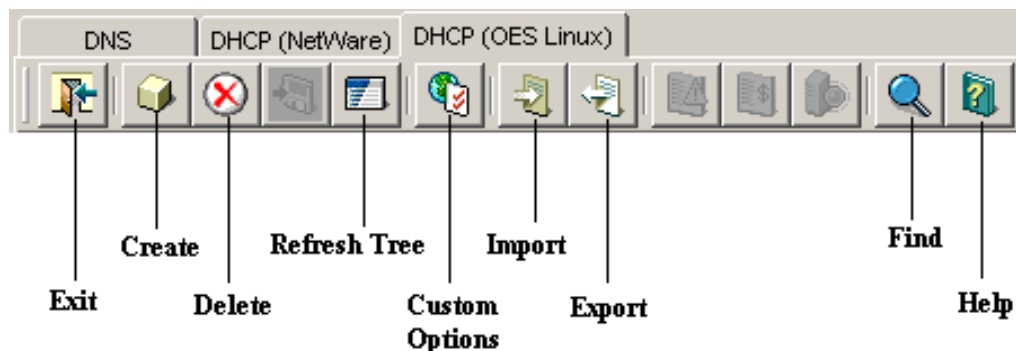 DNS
DHCP (NetWare)
DHCP (OES Linux)
$
?
Create
Refresh Tree
Import
Find
Exit
Delete
Custom
Options
Export
Help